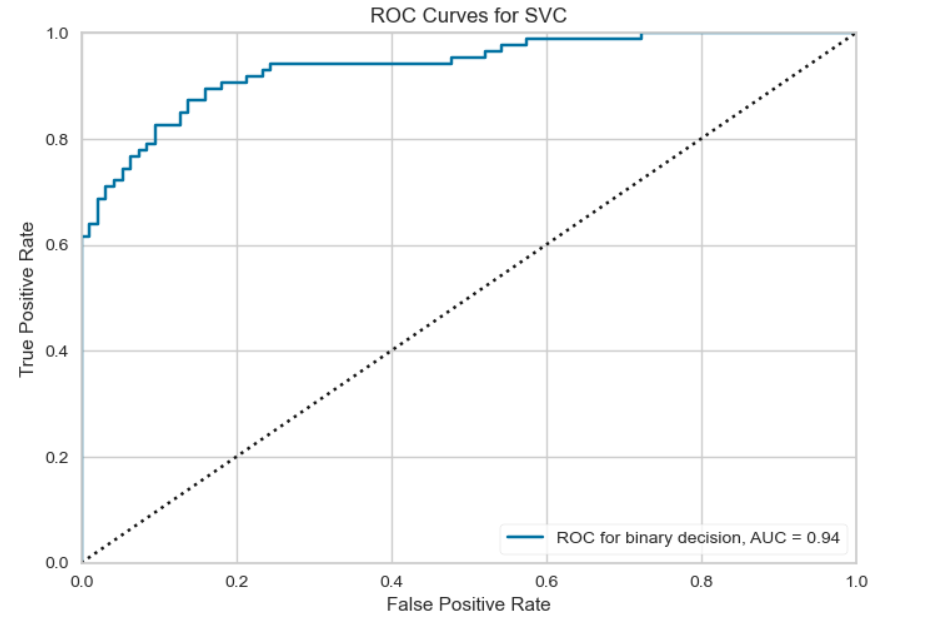 ROC Curves for SVC
1.0
0.8
0.6
0.4
0.2
0.0
True Positive Rate
ROC for binary decision, AUC = 0.94
0.0 0.2 0.4 0.6 0.8 1.0
False Positive Rate